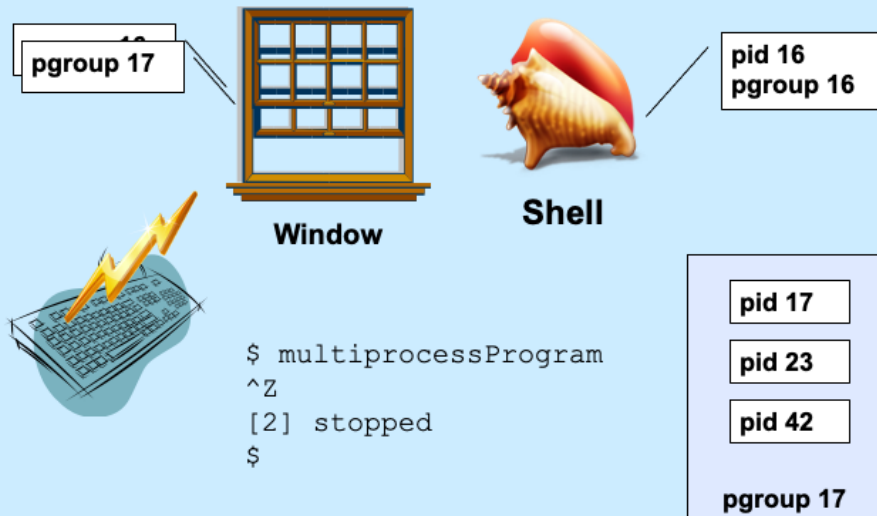 pgroup 17
pid 16
pgroup 16
Window
Shell
$ multiprocessProgram
^Z
[2] stopped
$
pid 17
pid 23
pid 42
pgroup 17